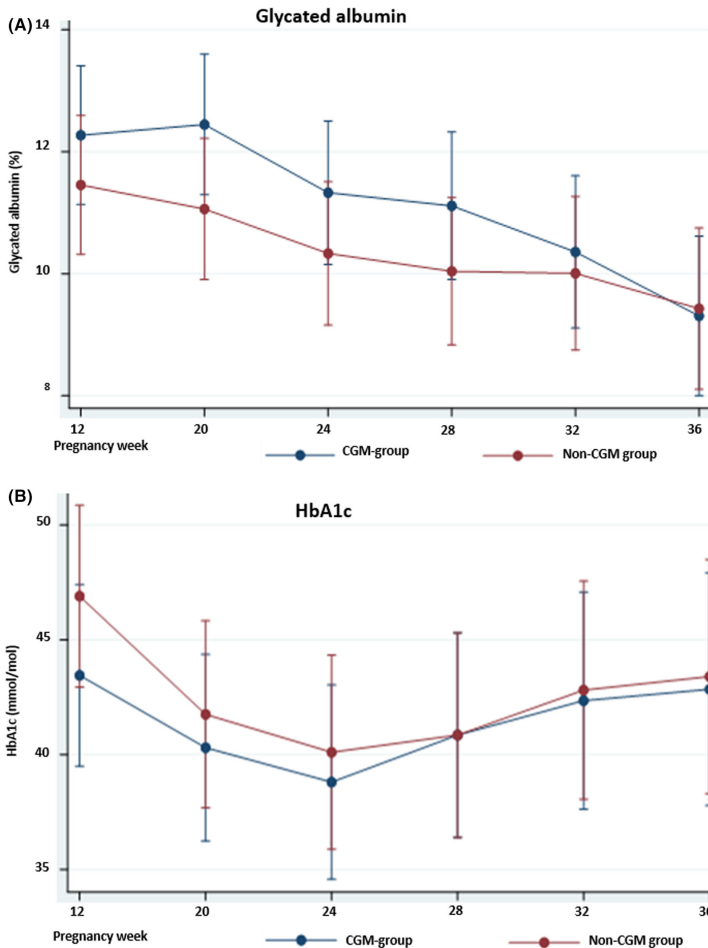 (A)
Glycated albumin
14
12
10
8
Glycated albumin (%)
12 20 24 28 32 36
Pregnancy week
CGM-group Non-CGM group
(B)
HbA1c
50
45
40
35
HbA1c (mmol/mol)
12 20 24 28 32 36
Pregnancy week
CGM-group Non-CGM group